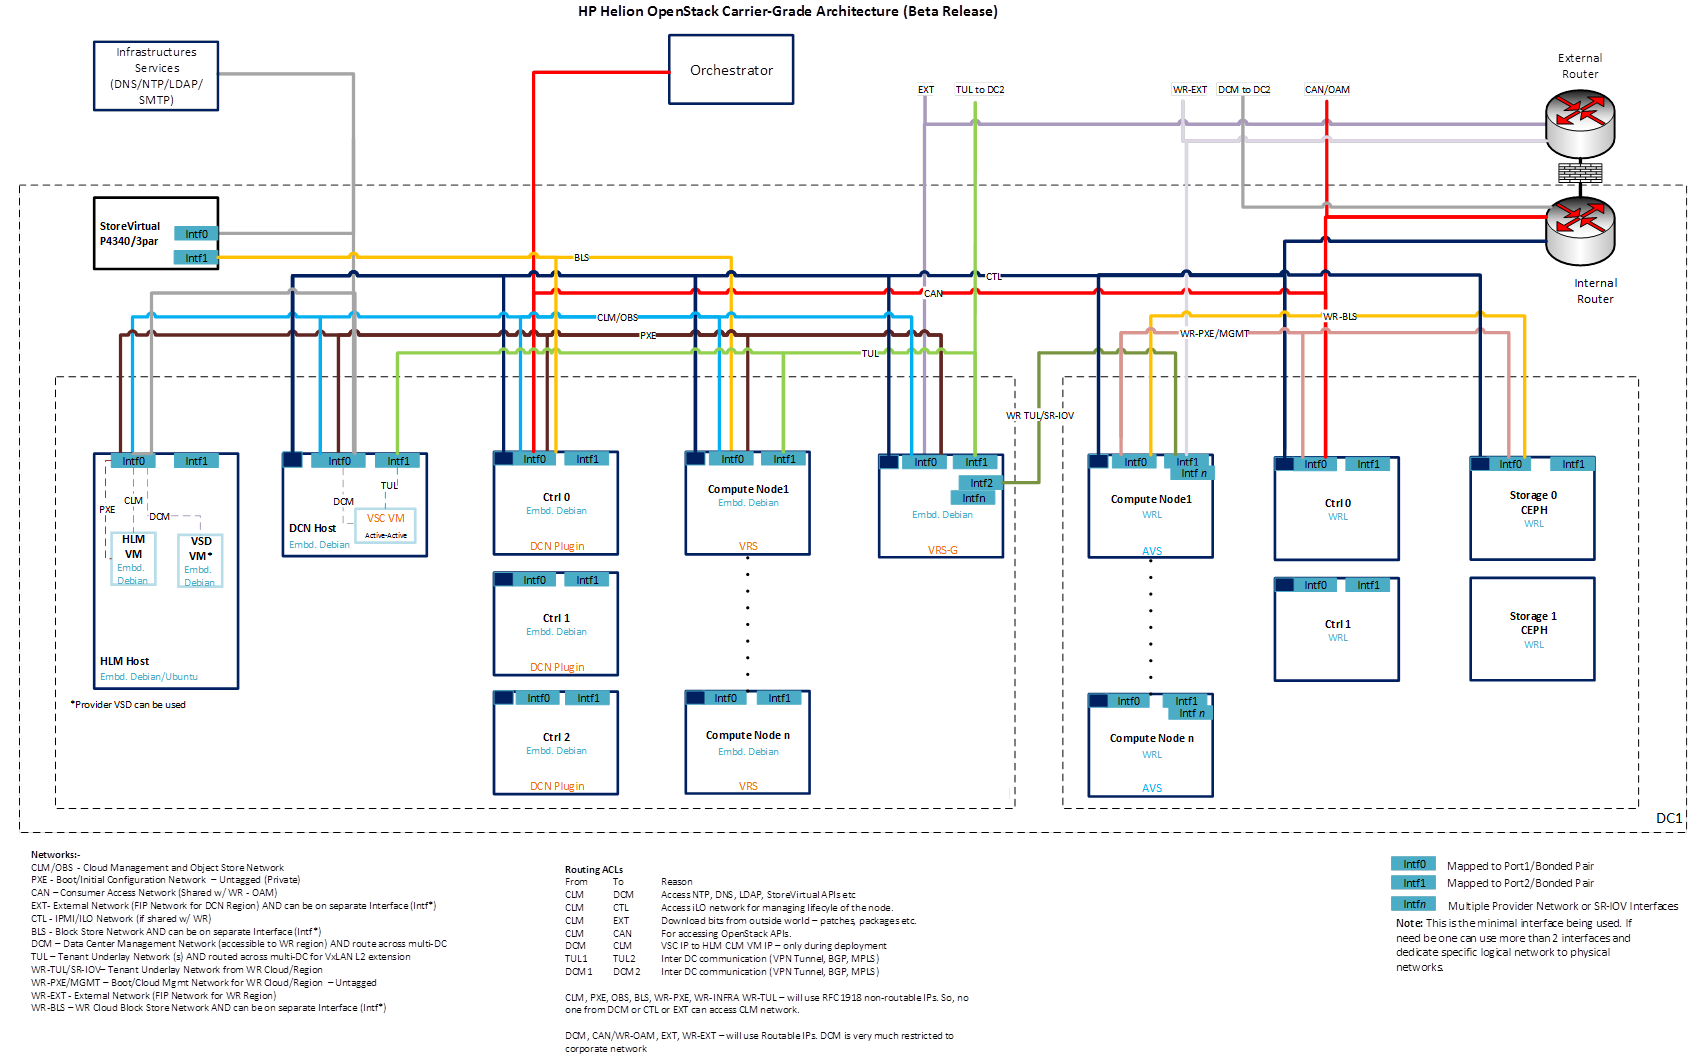 HP Helion OpenStack Carrier-Grade Architecture (Beta Release)
Infrastructures
Services
(DNS/NTP/LDAP/
SMTP)
Orchestrator
External
Router
EXT
TUL to DC2
WR-EXT
DCM to DC2
CAN/OAM
StoreVirtual
P4340/3par
Intf0
Intf1
Internal
Router
BLS
CTL
CAN
CLM/OBS
PXE
TUL
WR-BLS
WR-PXE/MGMT
WR TUL/SR-IOV
Intf0
Intf1
PXE
CLM
DCM
HLM
VM
Embd.
Debian
VSD
VM*
Embd.
Debian
HLM Host
Embd. Debian/Ubuntu
*Provider VSD can be used
Intf0
Intf1
TUL
DCM
VSC VM
Active-Active
DCN Host
Embd. Debian
Intf0
Intf1
Ctrl 0
Embd. Debian
DCN Plugin
Intf0
Intf1
Ctrl 1
Embd. Debian
DCN Plugin
Intf0
Intf1
Ctrl 2
Embd. Debian
DCN Plugin
Intf0
Intf1
Compute Node1
Embd. Debian
VRS
Intf0
Intf1
Compute Node n
Embd. Debian
VRS
Intf0
Intf1
Intf2
Intfn
Embd. Debian
VRS-G
Intf0
Intf1
Intf n
Compute Node1
WRL
AVS
Intf0
Intf1
Intf n
Compute Node n
WRL
AVS
Intf0
Intf1
Ctrl 0
WRL
Intf0
Intf1
Ctrl 1
WRL
Intf0
Intf1
Storage 0
CEPH
WRL
Storage 1
CEPH
WRL
DC1
Networks:-
CLM/OBS - Cloud Management and Object Store Network
PXE - Boot/Initial Configuration Network – Untagged (Private)
CAN – Consumer Access Network (Shared w/ WR - OAM)
EXT- External Network (FIP Network for DCN Region) AND can be on separate Interface (Intf*)
CTL - IPMI/ILO Network (if shared w/ WR)
BLS - Block Store Network AND can be on separate Interface (Intf*)
DCM – Data Center Management Network (accessible to WR region) AND route across multi-DC
TUL – Tenant Underlay Network (s) AND routed across multi-DC for VxLAN L2 extension
WR-TUL/SR-IOV– Tenant Underlay Network from WR Cloud/Region
WR-PXE/MGMT – Boot/Cloud Mgmt Network for WR Cloud/Region – Untagged
WR-EXT - External Network (FIP Network for WR Region)
WR-BLS – WR Cloud Block Store Network AND can be on separate Interface (Intf*)
Routing ACLs
From To Reason
CLM DCM Access NTP, DNS, LDAP, StoreVirtual APIs etc
CLM CTL Access iLO network for managing lifecyle of the node.
CLM EXT Download bits from outside world – patches, packages etc.
CLM CAN For accessing OpenStack APIs.
DCM CLM VSC IP to HLM CLM VM IP – only during deployment
TUL1 TUL2 Inter DC communication (VPN Tunnel, BGP, MPLS)
DCM1 DCM2 Inter DC communication (VPN Tunnel, BGP, MPLS)
CLM, PXE, OBS, BLS, WR-PXE, WR-INFRA WR-TUL – will use RFC1918 non-routable IPs. So, no
one from DCM or CTL or EXT can access CLM network.
DCM, CAN/WR-OAM, EXT, WR-EXT – will use Routable IPs. DCM is very much restricted to
corporate network
Intf0 Mapped to Port1/Bonded Pair
Intf1 Mapped to Port2/Bonded Pair
Intfn Multiple Provider Network or SR-IOV Interfaces
Note: This is the minimal interface being used. If
need be one can use more than 2 interfaces and
dedicate specific logical network to physical
networks.